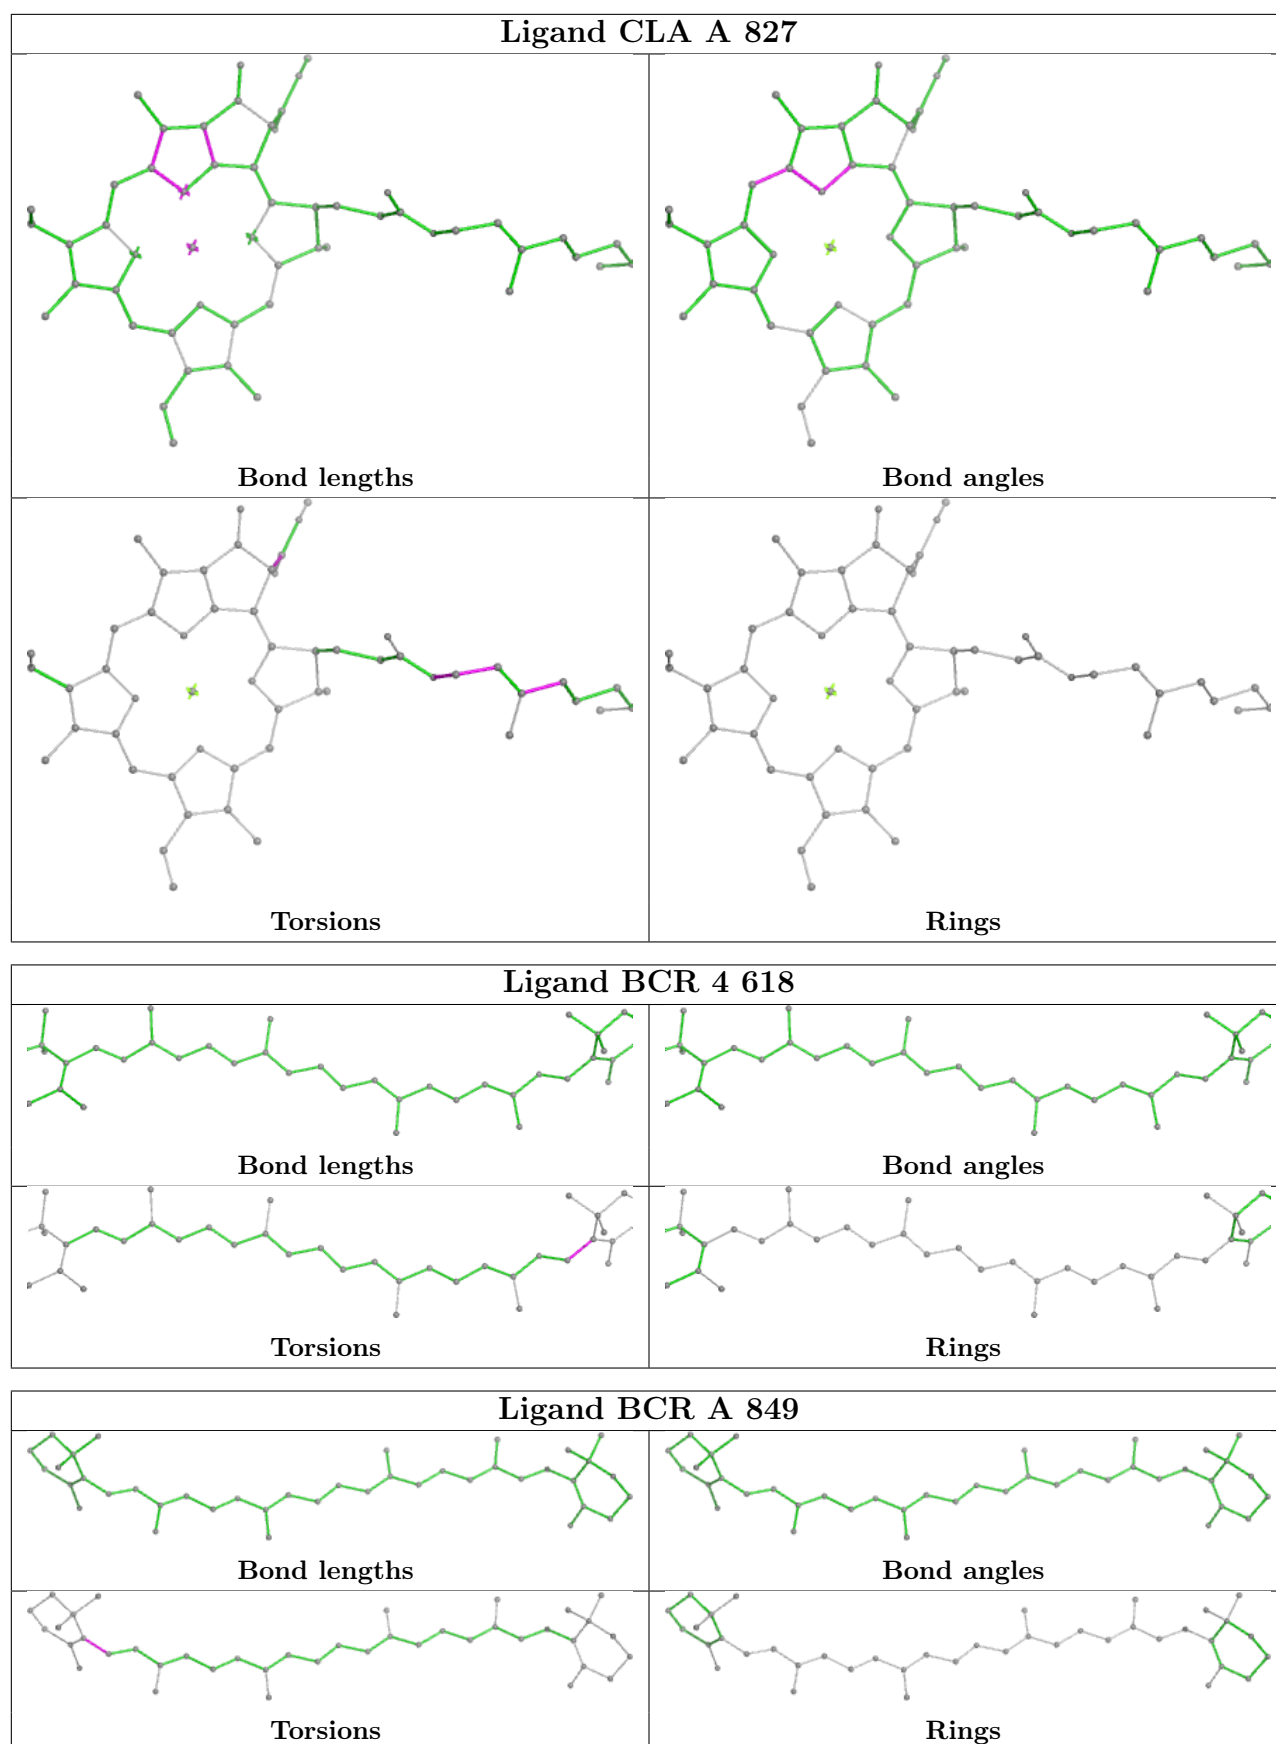 Ligand CLA A 827
Bond lengths
Bond angles
Torsions
Rings
Ligand BCR 4 618
Bond lengths
Bond angles
Torsions
Rings
Ligand BCR A 849
Bond lengths
Bond angles
Torsions
Rings